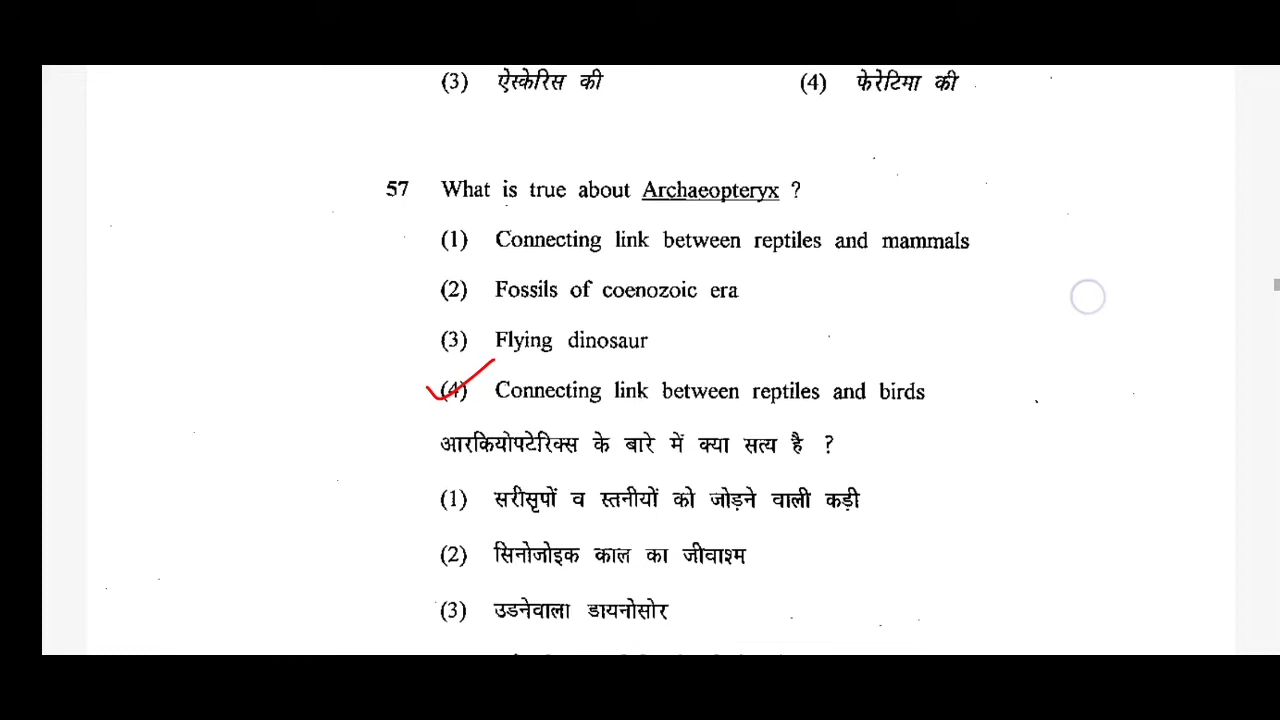 (3) ऐस्केरिस की (4) फेरेटिमा की
57 What is true about Archaeopteryx ?
(1) Connecting link between reptiles and mammals
(2) Fossils of coenozoic era
(3) Flying dinosaur
(4) Connecting link between reptiles and birds
आरकियोपटेरिक्स के बारे में क्या सत्य है ?
(1) सरीसृपों व स्तनीयों को जोड़ने वाली कड़ी
(2) सिनोजोइक काल का जीवाश्म
(3) उडनेवाला डायनोसोर